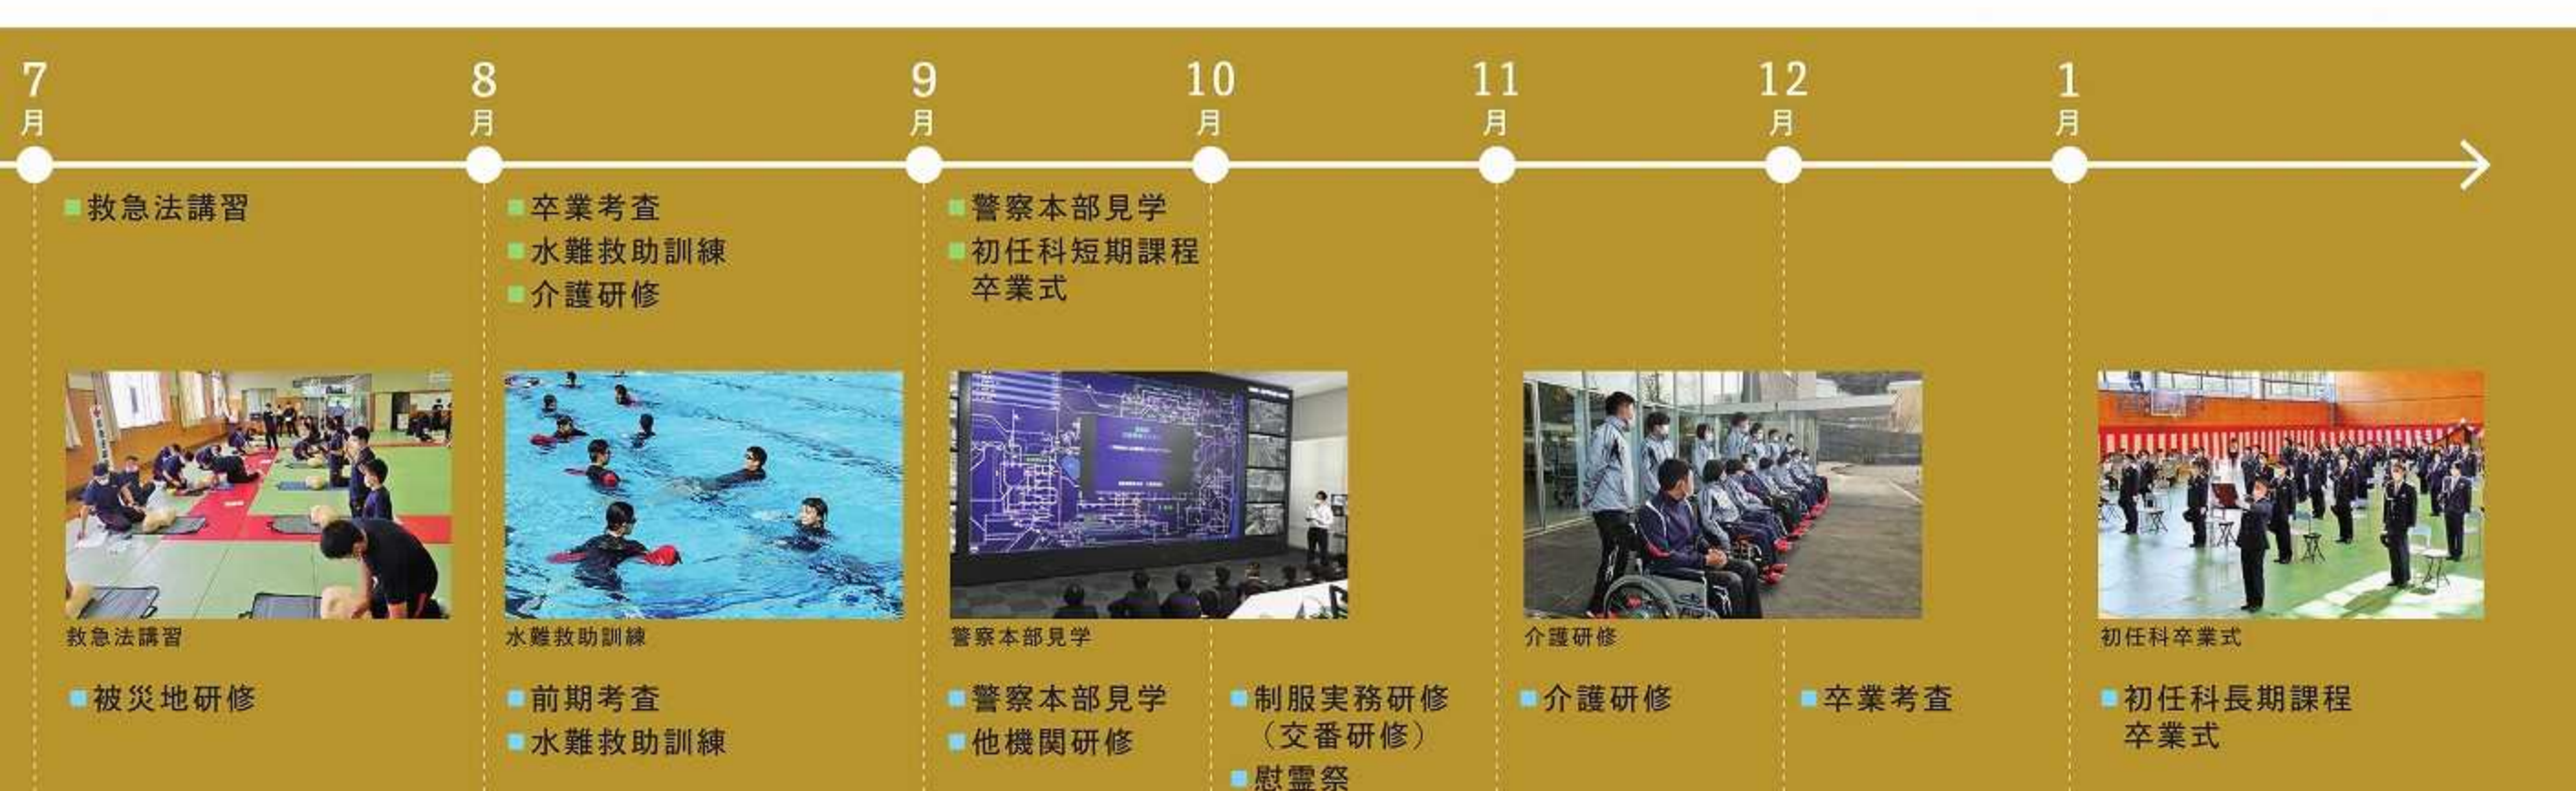 7
月
8
月
9
月
10
月
11
月
12
月
1
月
救急法講習
卒業考査
水難救助訓練
介護研修
警察本部見学
初任科短期課程
卒業式
救急法講習
水難救助訓練
警察本部見学
介護研修
初任科卒業式
被災地研修
前期考査
水難救助訓練
警察本部見学
他機関研修
制服実務研修
（交番研修）
慰霊祭
介護研修
卒業考査
初任科長期課程
卒業式